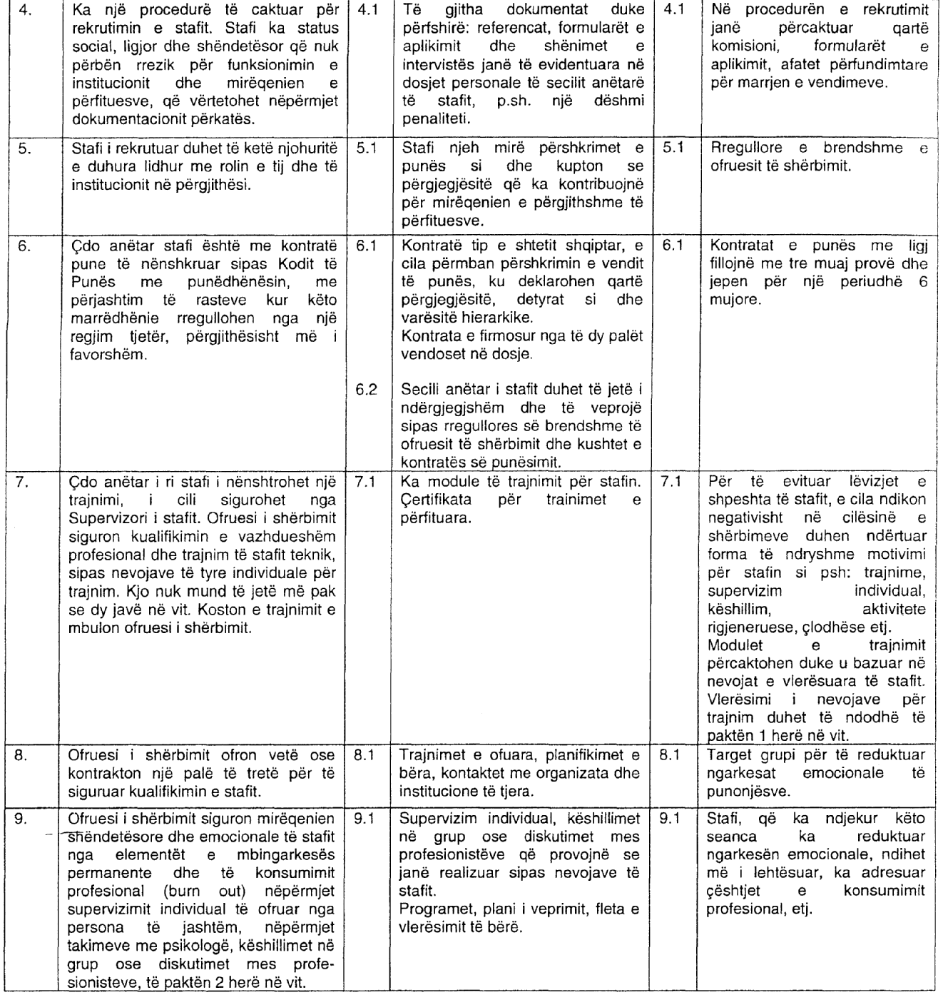 4.
Ka një procedurë të caktuar për
rekrutimin e stafit. Stafi ka status
social, ligjor dhe shëndetësor që nuk
përbën rrezik për funksionimin e
institucionit dhe mirëqenien e
përfituesve, që vërtetohet nëpërmjet
dokumentacionit përkatës.
4.1
Të gjitha dokumentat duke
përfshirë: referencat, formularët e
aplikimit dhe shënimet e
intervistës janë të evidentuara në
dosjet personale të secilit anëtarë
të stafit, p.sh. një dëshmi
penaliteti.
4.1
Në procedurën e rekrutimit
janë përcaktuar qartë
komisioni, formularët e
aplikimit, afatet përfundimtare
për marrjen e vendimeve.
5.
Stafi i rekrutuar duhet të ketë njohuritë
e duhura lidhur me rolin e tij dhe të
institucionit në përgjithësi.
5.1
Stafi njeh mirë përshkrimet e
punës si dhe kupton se
përgjegjësitë që ka kontribuojnë
për mirëqenien e përgjithshme të
përfituesve.
5.1
Rregullore e brendshme e
ofruesit të shërbimit.
6.
Çdo anëtar stafi është me kontratë
pune të nënshkruar sipas Kodit të
Punës me punëdhënësin, me
përjashtim të rasteve kur këto
marrëdhënie rregullohen nga një
regjim tjetër, përgjithësisht më i
favorshëm.
6.1
Kontratë tip e shtetit shqiptar, e
cila përmban përshkrimin e vendit
të punës, ku deklarohen qartë
përgjegjësitë, detyrat si dhe
varësitë hierarkike.
Kontrata e firmosur nga të dy palët
vendoset në dosje.
6.2
Secili anëtar i stafit duhet të jetë i
ndërgjegjshëm dhe të veprojë
sipas rregullores së brendshme të
ofruesit të shërbimit dhe kushtet e
kontratës së punësimit.
6.1
Kontratat e punës me ligj
fillojnë me tre muaj provë dhe
jepen për një periudhë 6
mujore.
7.
Çdo anëtar i ri stafi i nënshtrohet një
trajnimi, i cili sigurohet nga
Supervizori i stafit. Ofruesi i shërbimit
siguron kualifikimin e vazhdueshëm
profesional dhe trajnim të stafit teknik,
sipas nevojave të tyre individuale për
trajnim. Kjo nuk mund të jetë më pak
se dy javë në vit. Koston e trajnimit e
mbulon ofruesi i shërbimit.
7.1
Ka module të trajnimit për stafin.
Çertifikata për trainimet e
përfituara.
7.1
Për të evituar lëvizjet e
shpeshta të stafit, e cila ndikon
negativisht në cilësinë e
shërbimeve duhen ndërtuar
forma të ndryshme motivimi
për stafin si psh: trajnime,
supervizim individual,
këshillim, aktivitete
rigjeneruese, çlodhëse etj.
Modulet e trajnimit
përcaktohen duke u bazuar në
nevojat e vlerësuara të stafit.
Vlerësimi i nevojave për
trajnim duhet të ndodhë të
paktën 1 herë në vit.
8.
Ofruesi i shërbimit ofron vetë ose
kontrakton një palë të tretë për të
siguruar kualifikimin e stafit.
8.1
Trajnimet e ofuara, planifikimet e
bëra, kontaktet me organizata dhe
institucione të tjera.
8.1
Target grupi për të reduktuar
ngarkesat emocionale të
punonjësve.
9.
Ofruesi i shërbimit siguron mirëqenien
shëndetësore dhe emocionale të stafit
nga elementët e mbingarkesës
permanente dhe të konsumimit
profesional (burn out) nëpërmjet
supervizimit individual të ofruar nga
persona të jashtëm, nëpërmjet
takimeve me psikologë, këshillimet në
grup ose diskutimet mes profe-
sionisteve, të paktën 2 herë në vit.
9.1
Supervizim individual, këshillimet
në grup ose diskutimet mes
profesionistëve që provojnë se
janë realizuar sipas nevojave të
stafit.
Programet, plani i veprimit, fleta e
vlerësimit të bërë.
9.1
Stafi, që ka ndjekur këto
seanca ka reduktuar
ngarkesën emocionale, ndihet
më i lehtësuar, ka adresuar
çështjet e konsumimit
profesional, etj.